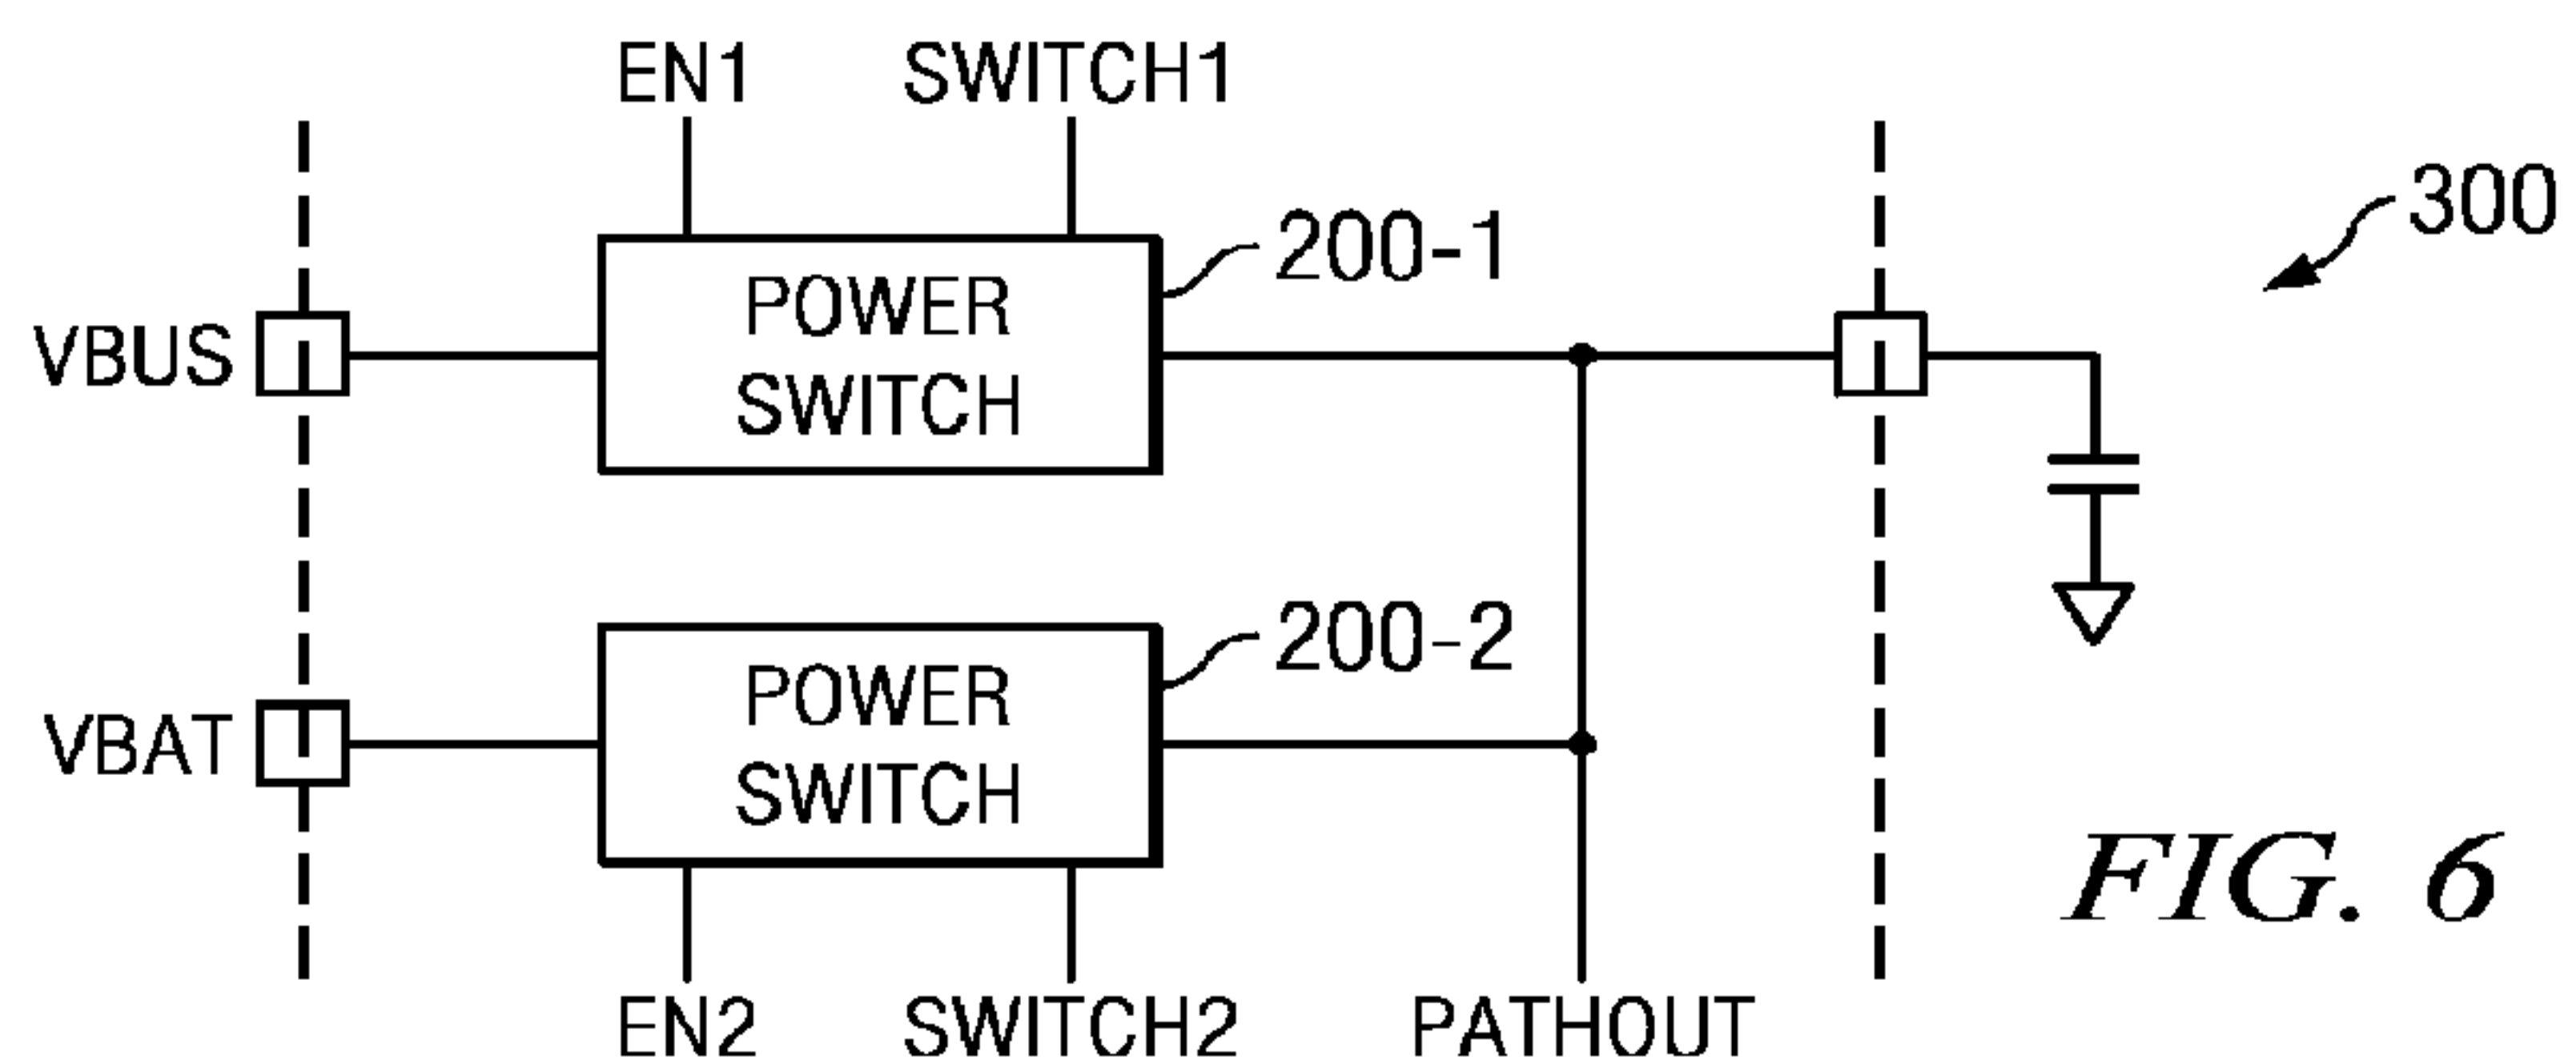 EN1 SWITCH1
200-1
300
POWER
SWITCH
VBUS
200-2
POWER
SWITCH
VBAT
EN2 SWITCH2 PATHOUT
FIG. 6